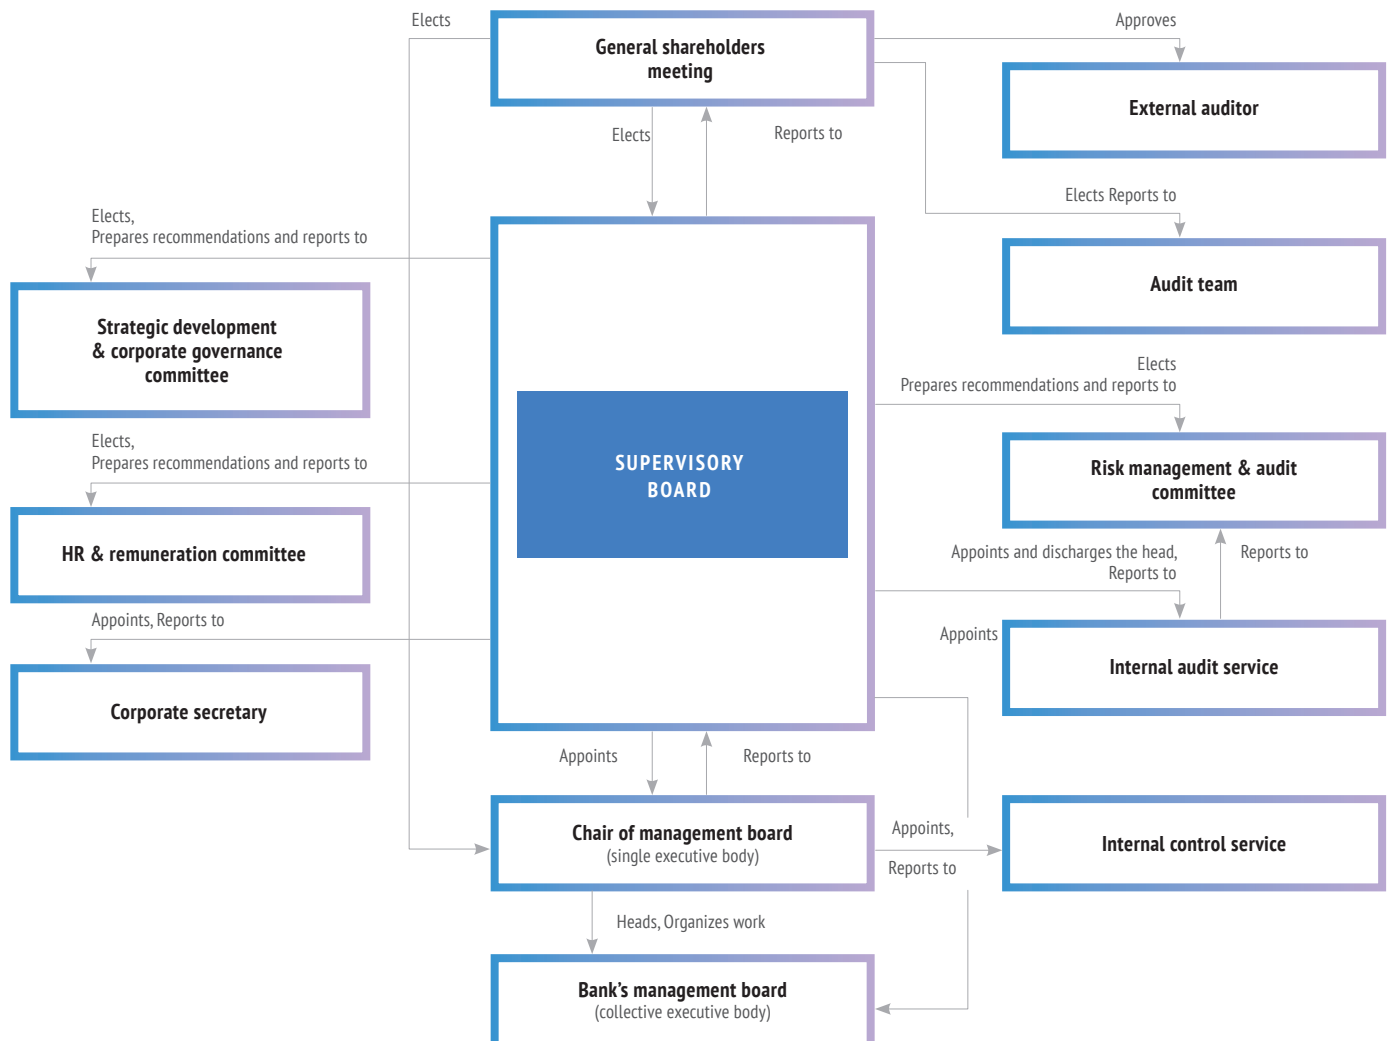 Elects
General shareholders
meeting
Approves
External auditor
Elects
Reports to
Elects Reports to
Audit team
Elects,
Prepares recommendations and reports to
Strategic development
& corporate governance
committee
Elects
Prepares recommendations and reports to
Risk management & audit
committee
Elects,
Prepares recommendations and reports to
HR & remuneration committee
SUPERVISORY
BOARD
Appoints and discharges the head,
Reports to
Reports to
Appoints
Internal audit service
Appoints, Reports to
Corporate secretary
Appoints
Reports to
Chair of management board
(single executive body)
Appoints,
Reports to
Internal control service
Heads, Organizes work
Bank's management board
(collective executive body)